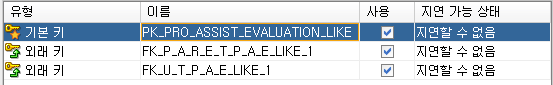 유형 이름 사용 지연 가능 상태
기본 키 PK_PRO_ASSIST_EVALUATION_LIKE 지연할 수 없음
외래 키 FK_P_A_R_E_T_P_A_E_LIKE_1 지연할 수 없음
외래 키 FK_U_T_P_A_E_LIKE_1 지연할 수 없음